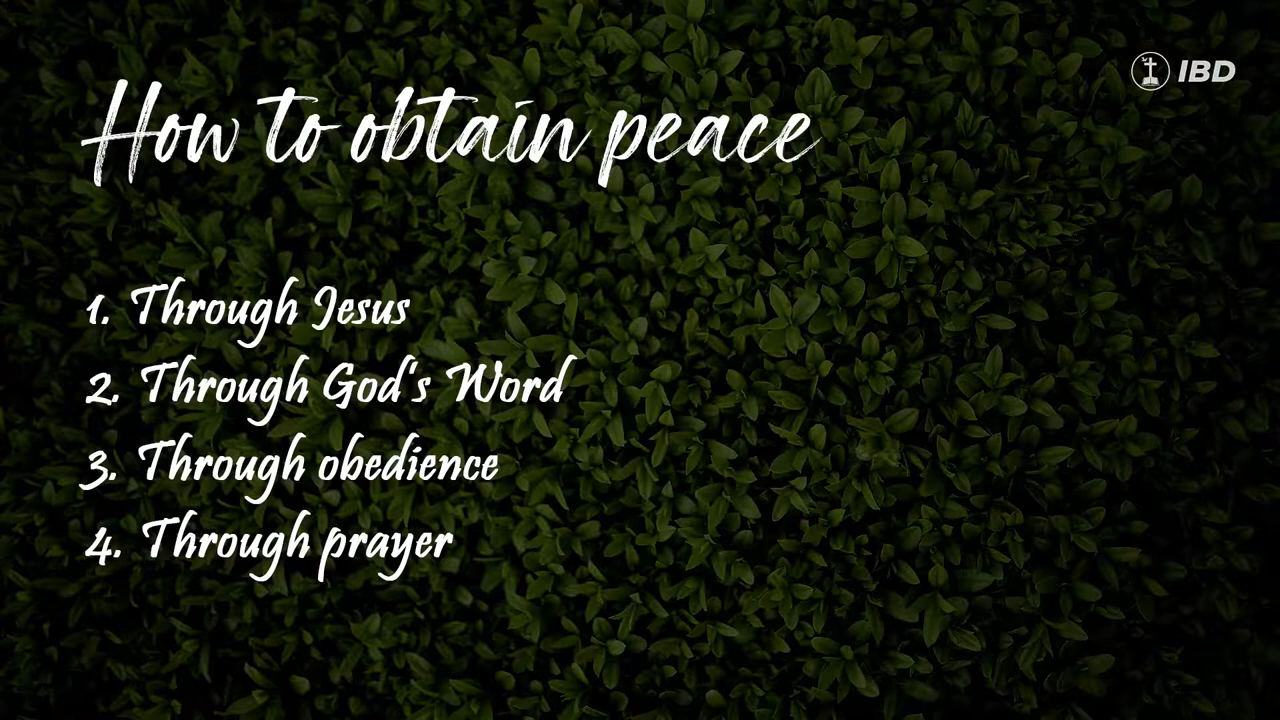 IBD
How to obtain peace
1. Through Jesus
2. Through God's Word
3. Through obedience
4. Through prayer